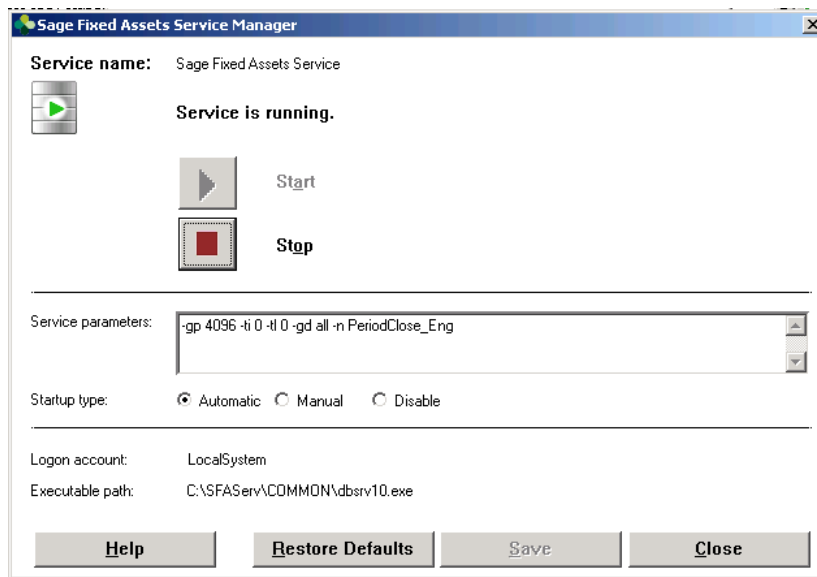 Sage Fixed Assets Service Manager
Service name: Sage Fixed Assets Service
Service is running.
Start
Stop
Service parameters: -gp 4096 -ti 0 -tl 0 -gd all -n PeriodClose_Eng
Startup type: Automatic Manual Disable
Logon account: LocalSystem
Executable path: C:\SFAServ\COMMON\dbsrv10.exe
Help Restore Defaults Save Close